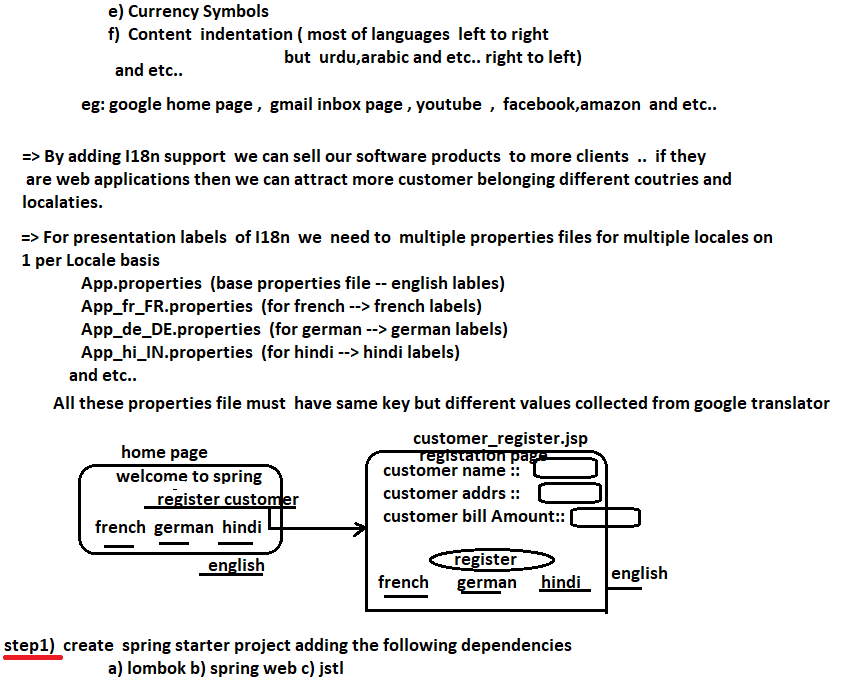 e) Currency Symbols
f) Content indentation ( most of languages left to right
but urdu,arabic and etc.. right to left)
and etc..
eg: google home page , gmail inbox page , youtube , facebook,amazon and etc..
=> By adding I18n support we can sell our software products to more clients .. if they
are web applications then we can attract more customer belonging different coutries and
localaties.
=> For presentation labels of I18n we need to multiple properties files for multiple locales on
1 per Locale basis
App.properties (base properties file -- english lables)
App_fr_FR.properties (for french --> french labels)
App_de_DE.properties (for german --> german labels)
App_hi_IN.properties (for hindi --> hindi labels)
and etc..
All these properties file must have same key but different values collected from google translator
home page
welcome to spring
register customer
french german hindi
english
customer_register.jsp
registation page
customer name ::
customer addrs ::
customer bill Amount::
register
french german hindi english
step1) create spring starter project adding the following dependencies
a) lombok b) spring web c) jstl